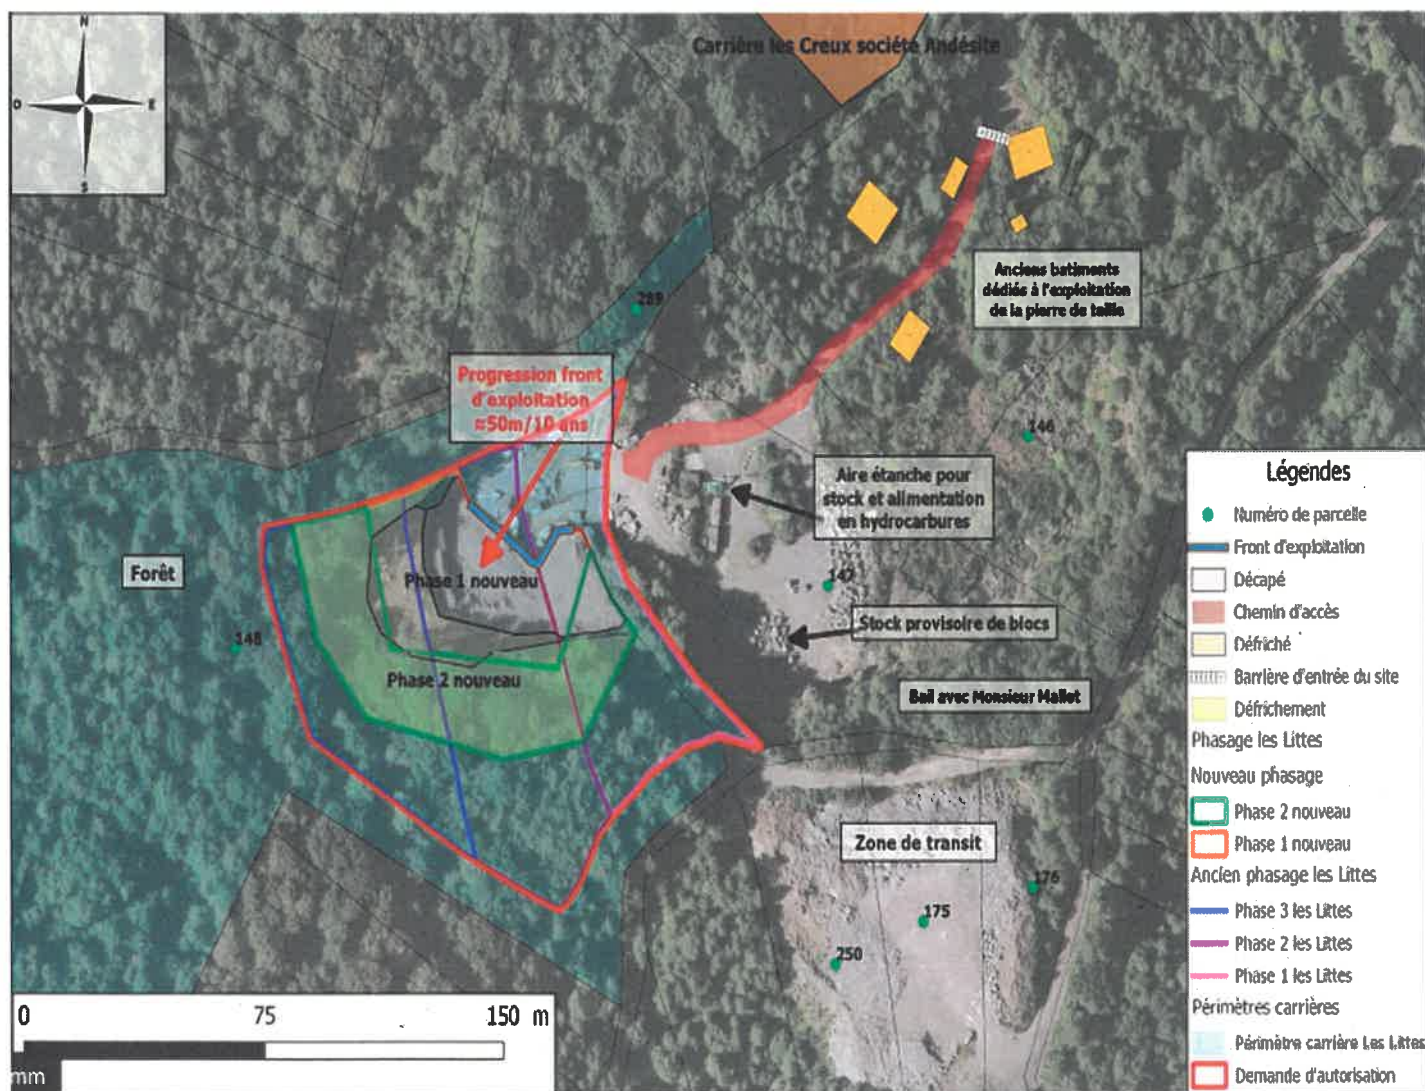 N
O
E
S
Carrière les Creux société Andésite
289
Anciens batiments
dédiés à l'exploitation
de la pierre de taille
Progression front
d'exploitation
≈50m/10 ans
146
Aire étanche pour
stock et alimentation
en hydrocarbures
Forêt
Phase 1 nouveau
147
Stock provisoire de blocs
148
Phase 2 nouveau
Bail avec Monsieur Mallet
Zone de transit
176
175
250
0 75 150 m
mm
Légendes
Numéro de parcelle
Front d'exploitation
Décapé
Chemin d'accès
Défriché
Barrière d'entrée du site
Défrichement
Phasage les Littes
Nouveau phasage
Phase 2 nouveau
Phase 1 nouveau
Ancien phasage les Littes
Phase 3 les Littes
Phase 2 les Littes
Phase 1 les Littes
Périmètres carrières
Périmètre carrière Les Littes
Demande d'autorisation